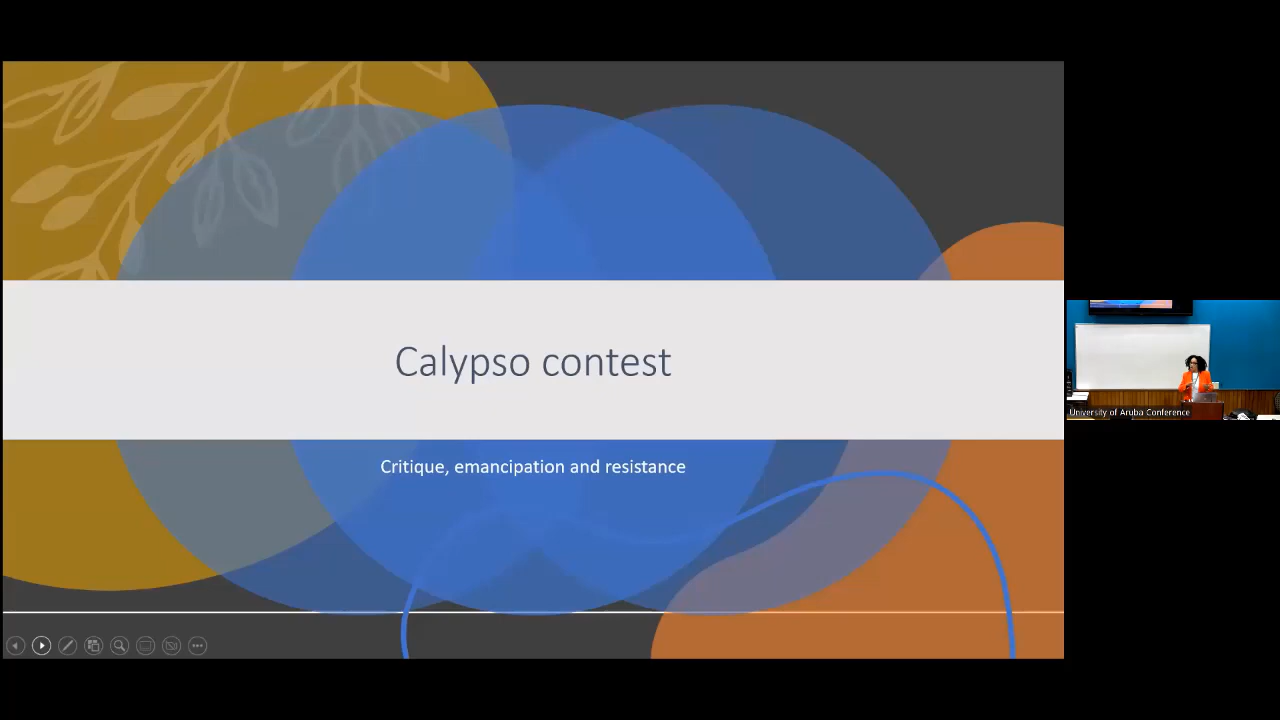 Calypso contest
Critique, emancipation and resistance
University of Aruba Conference